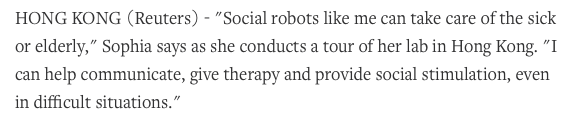 HONG KONG (Reuters) - "Social robots like me can take care of the sick
or elderly," Sophia says as she conducts a tour of her lab in Hong Kong. "I
can help communicate, give therapy and provide social stimulation, even
in difficult situations."